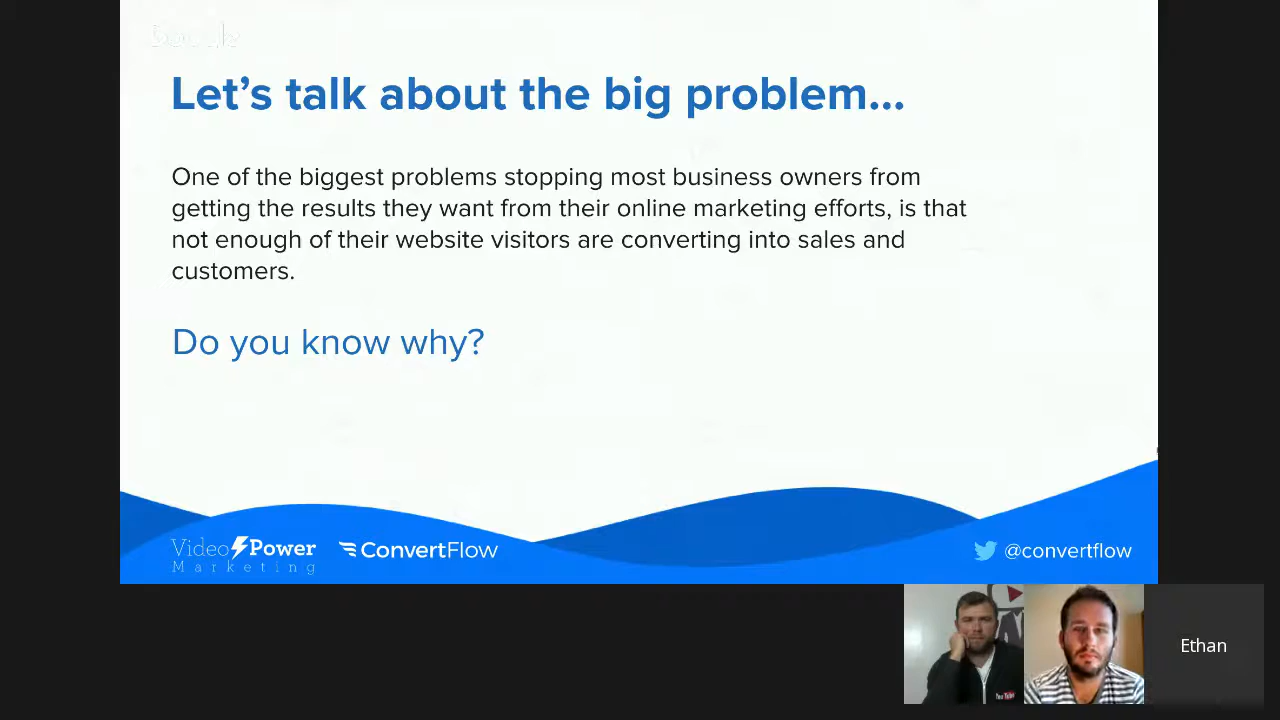 Let's talk about the big problem...
One of the biggest problems stopping most business owners from
getting the results they want from their online marketing efforts, is that
not enough of their website visitors are converting into sales and
customers.
Do you know why?
Video Power
Marketing
ConvertFlow
@convertflow
YouTube
Ethan